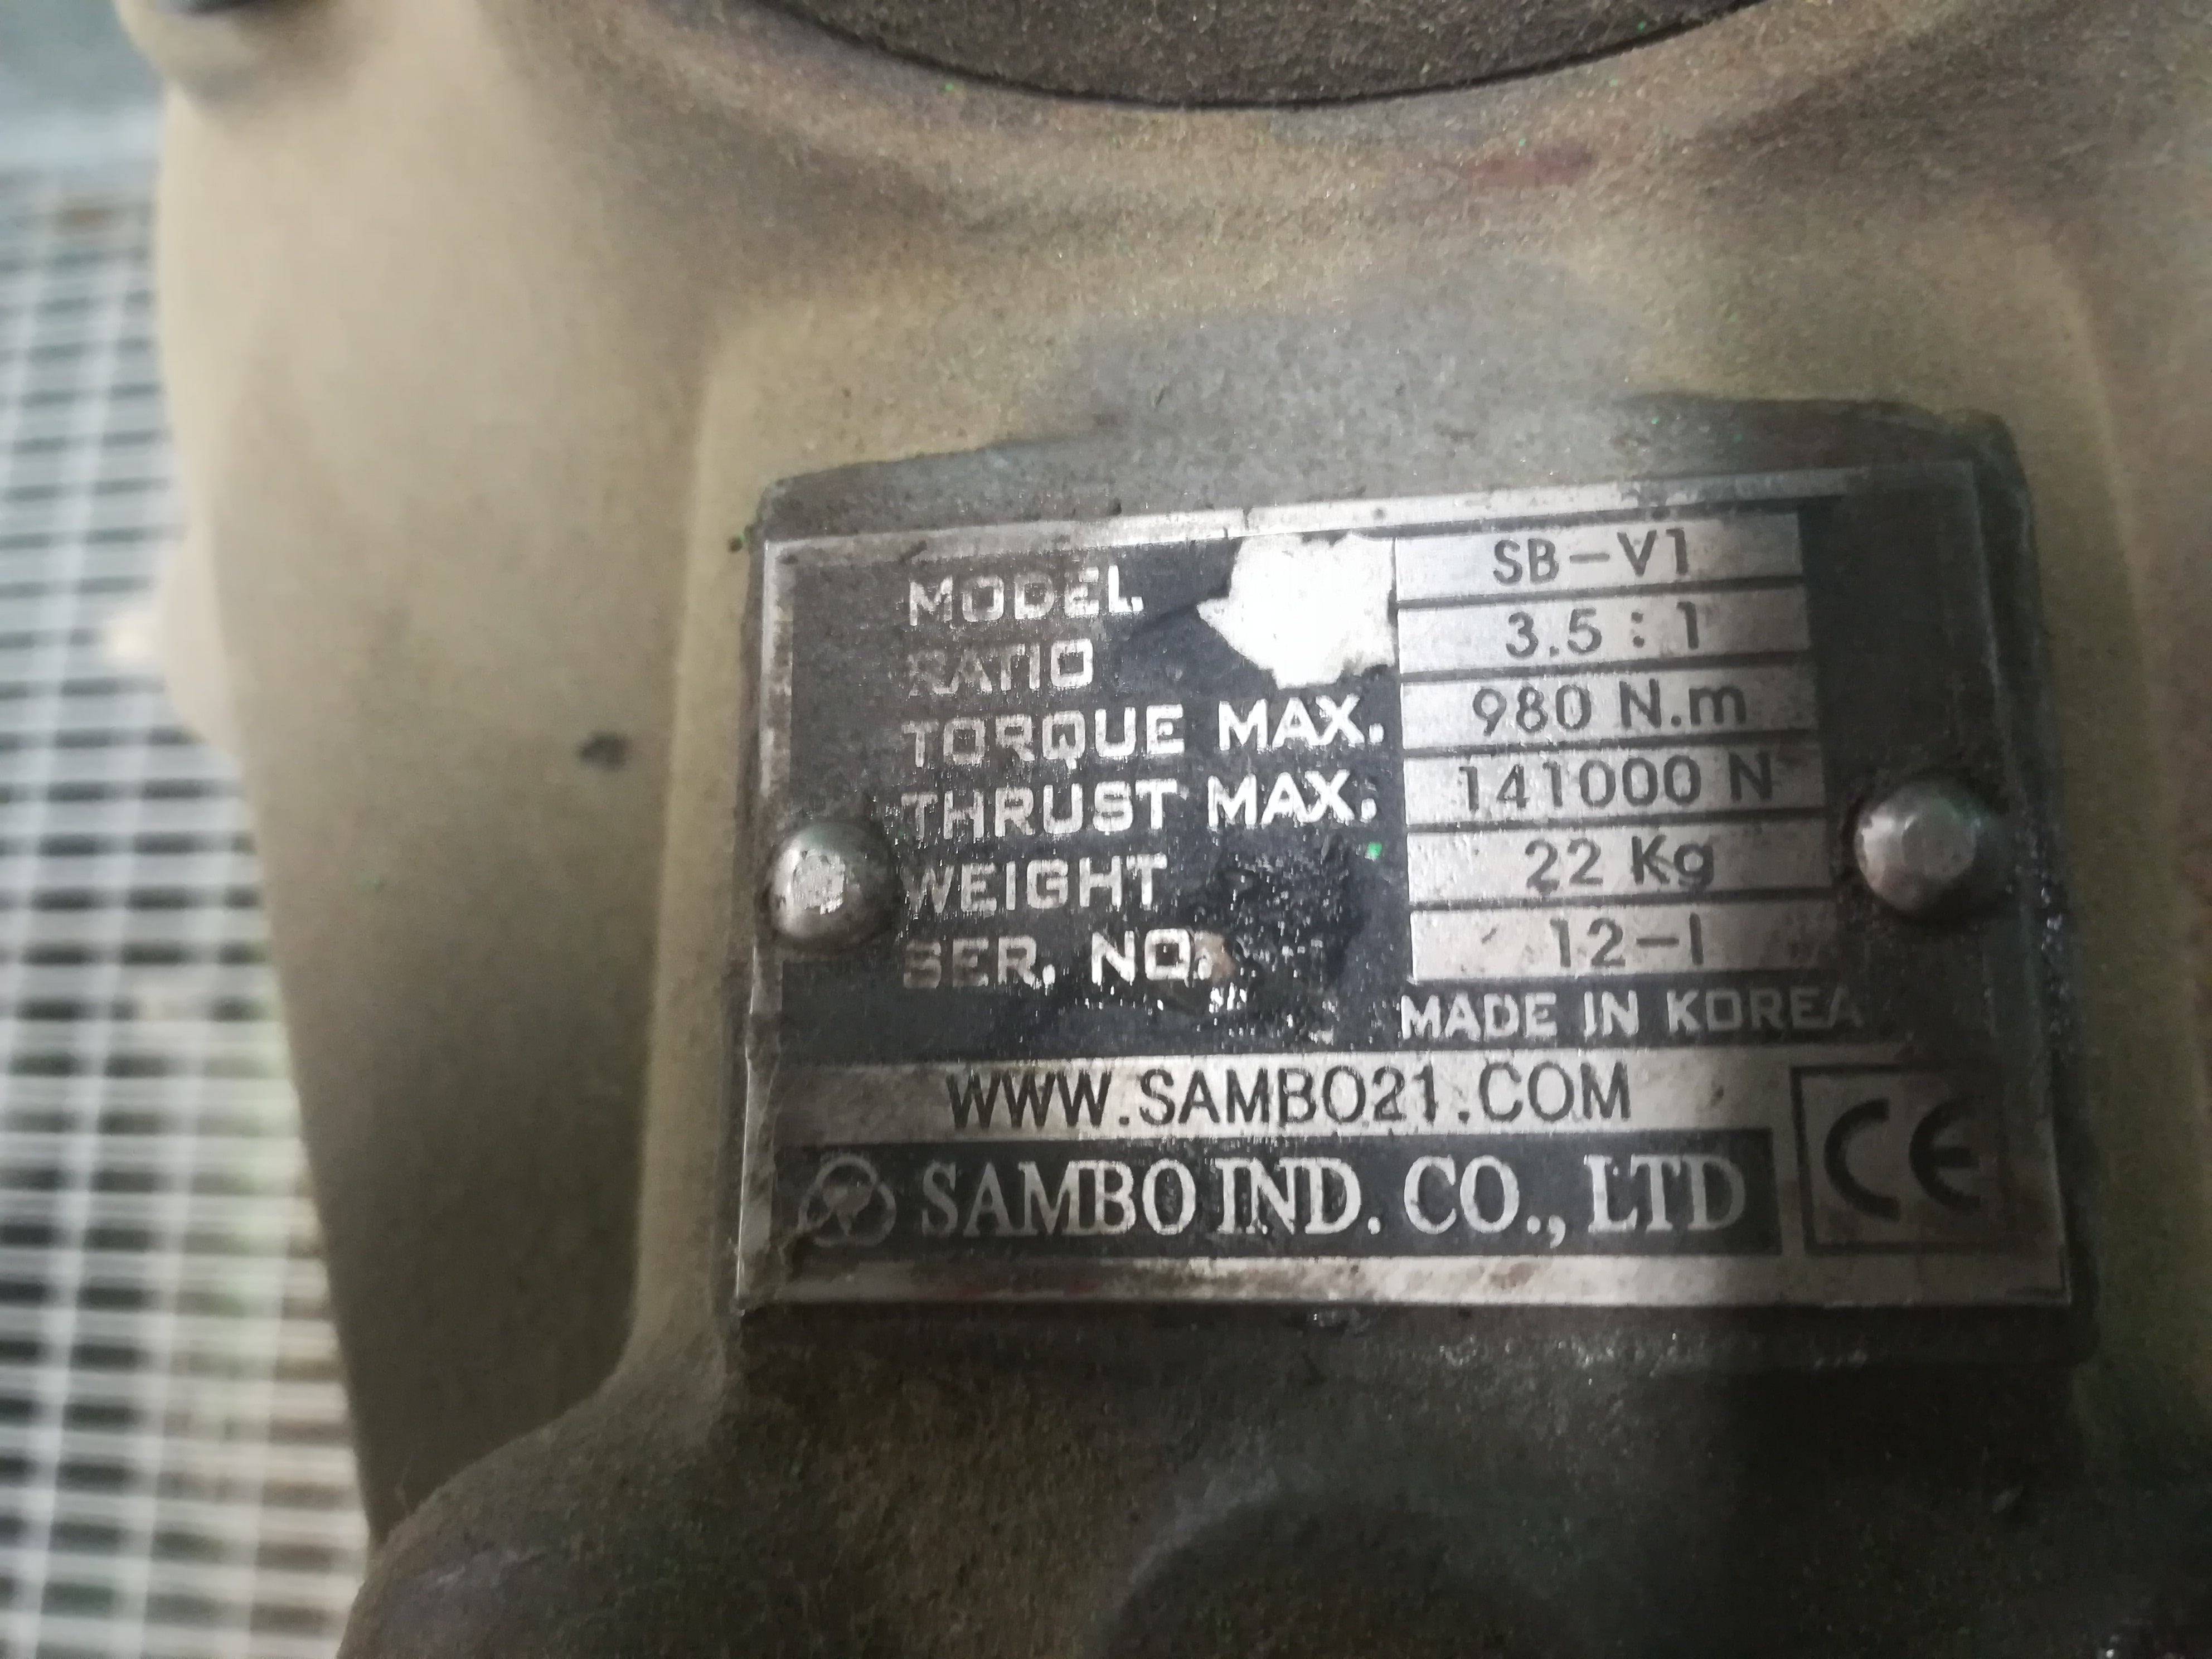 MODEL SB-V1
RATIO 3.5:1
TORQUE MAX. 980 N.m
THRUST MAX. 141000 N
WEIGHT 22 Kg
SER. NO. 12-I
MADE IN KOREA
WWW.SAMBO21.COM
SAMBO IND. CO., LTD
CE